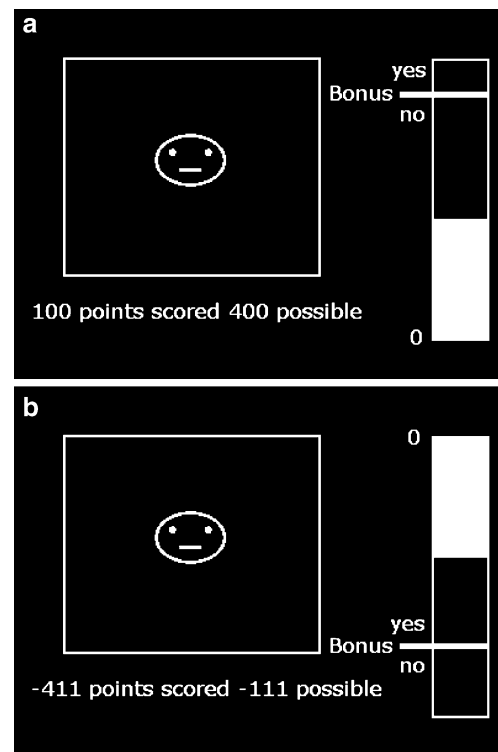 a
yes
Bonus
no
100 points scored 400 possible
0
b
0
yes
Bonus
no
-411 points scored -111 possible